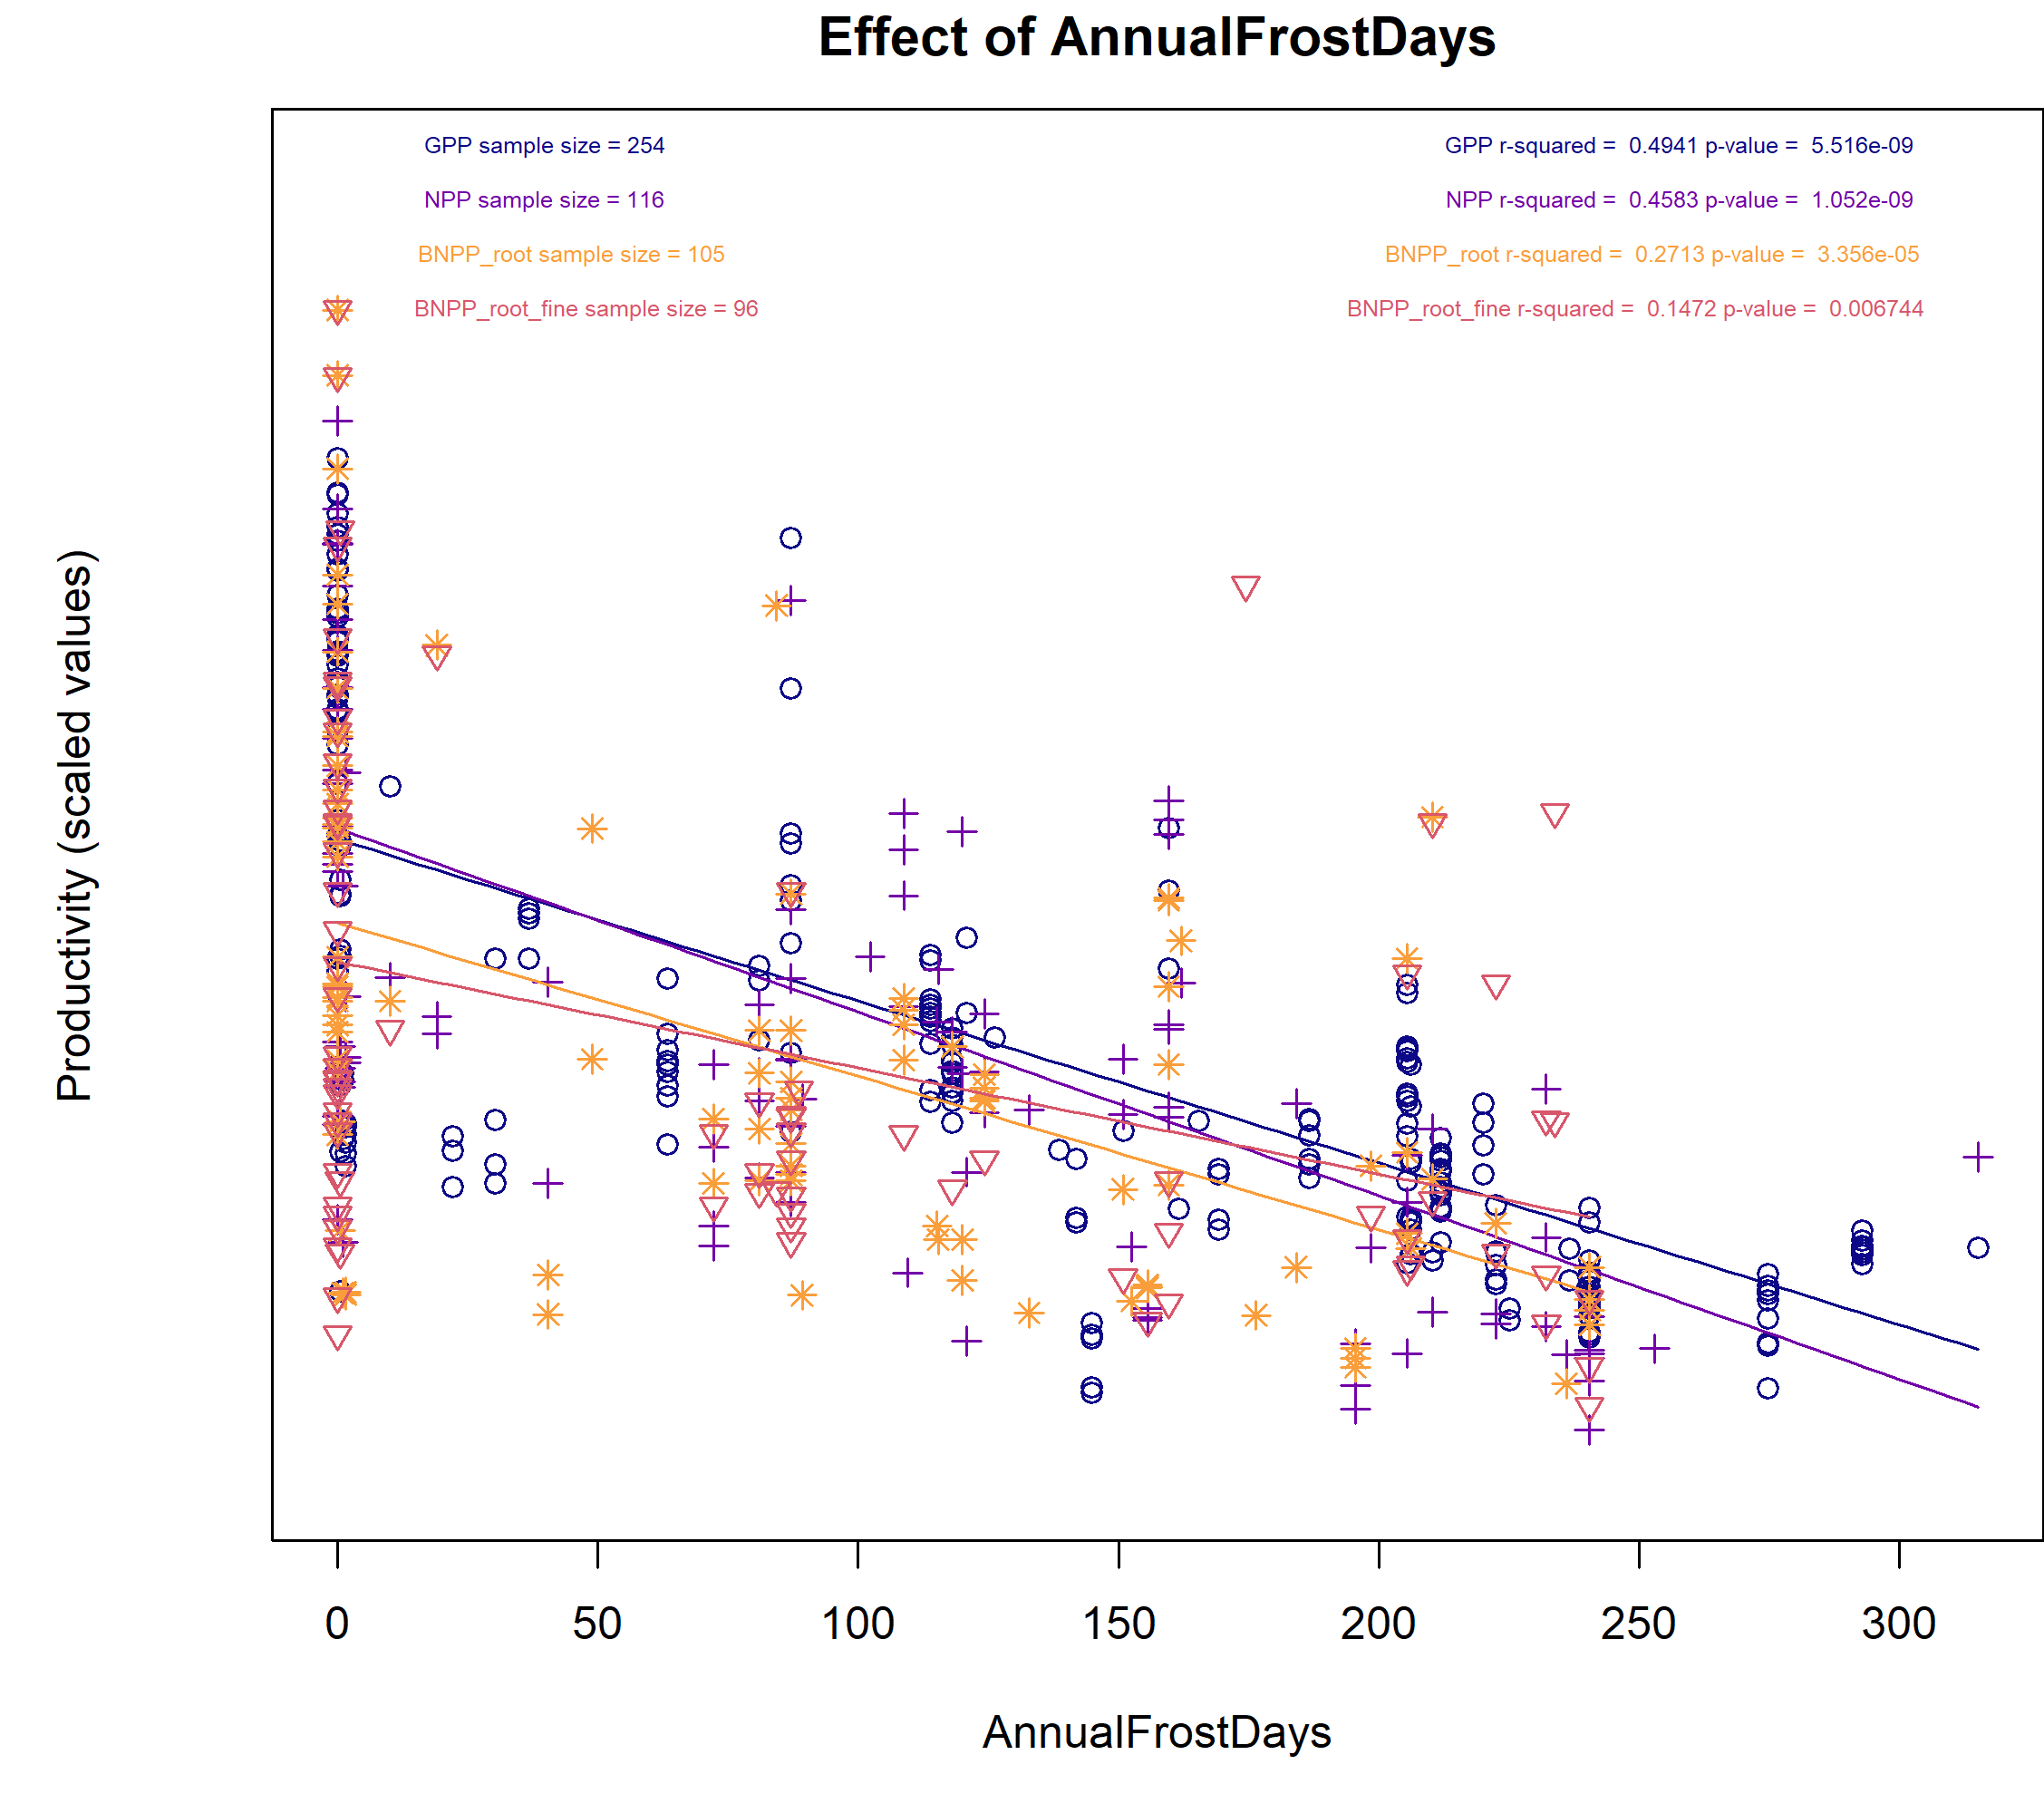 Effect of AnnualFrostDays
GPP sample size = 254
GPP r-squared =  0.4941 p-value =  5.516e-09
NPP sample size = 116
NPP r-squared =  0.4583 p-value =  1.052e-09
BNPP_root sample size = 105
BNPP_root r-squared =  0.2713 p-value =  3.356e-05
BNPP_root_fine sample size = 96
BNPP_root_fine r-squared =  0.1472 p-value =  0.006744
Productivity (scaled values)
0 50 100 150 200 250 300
AnnualFrostDays